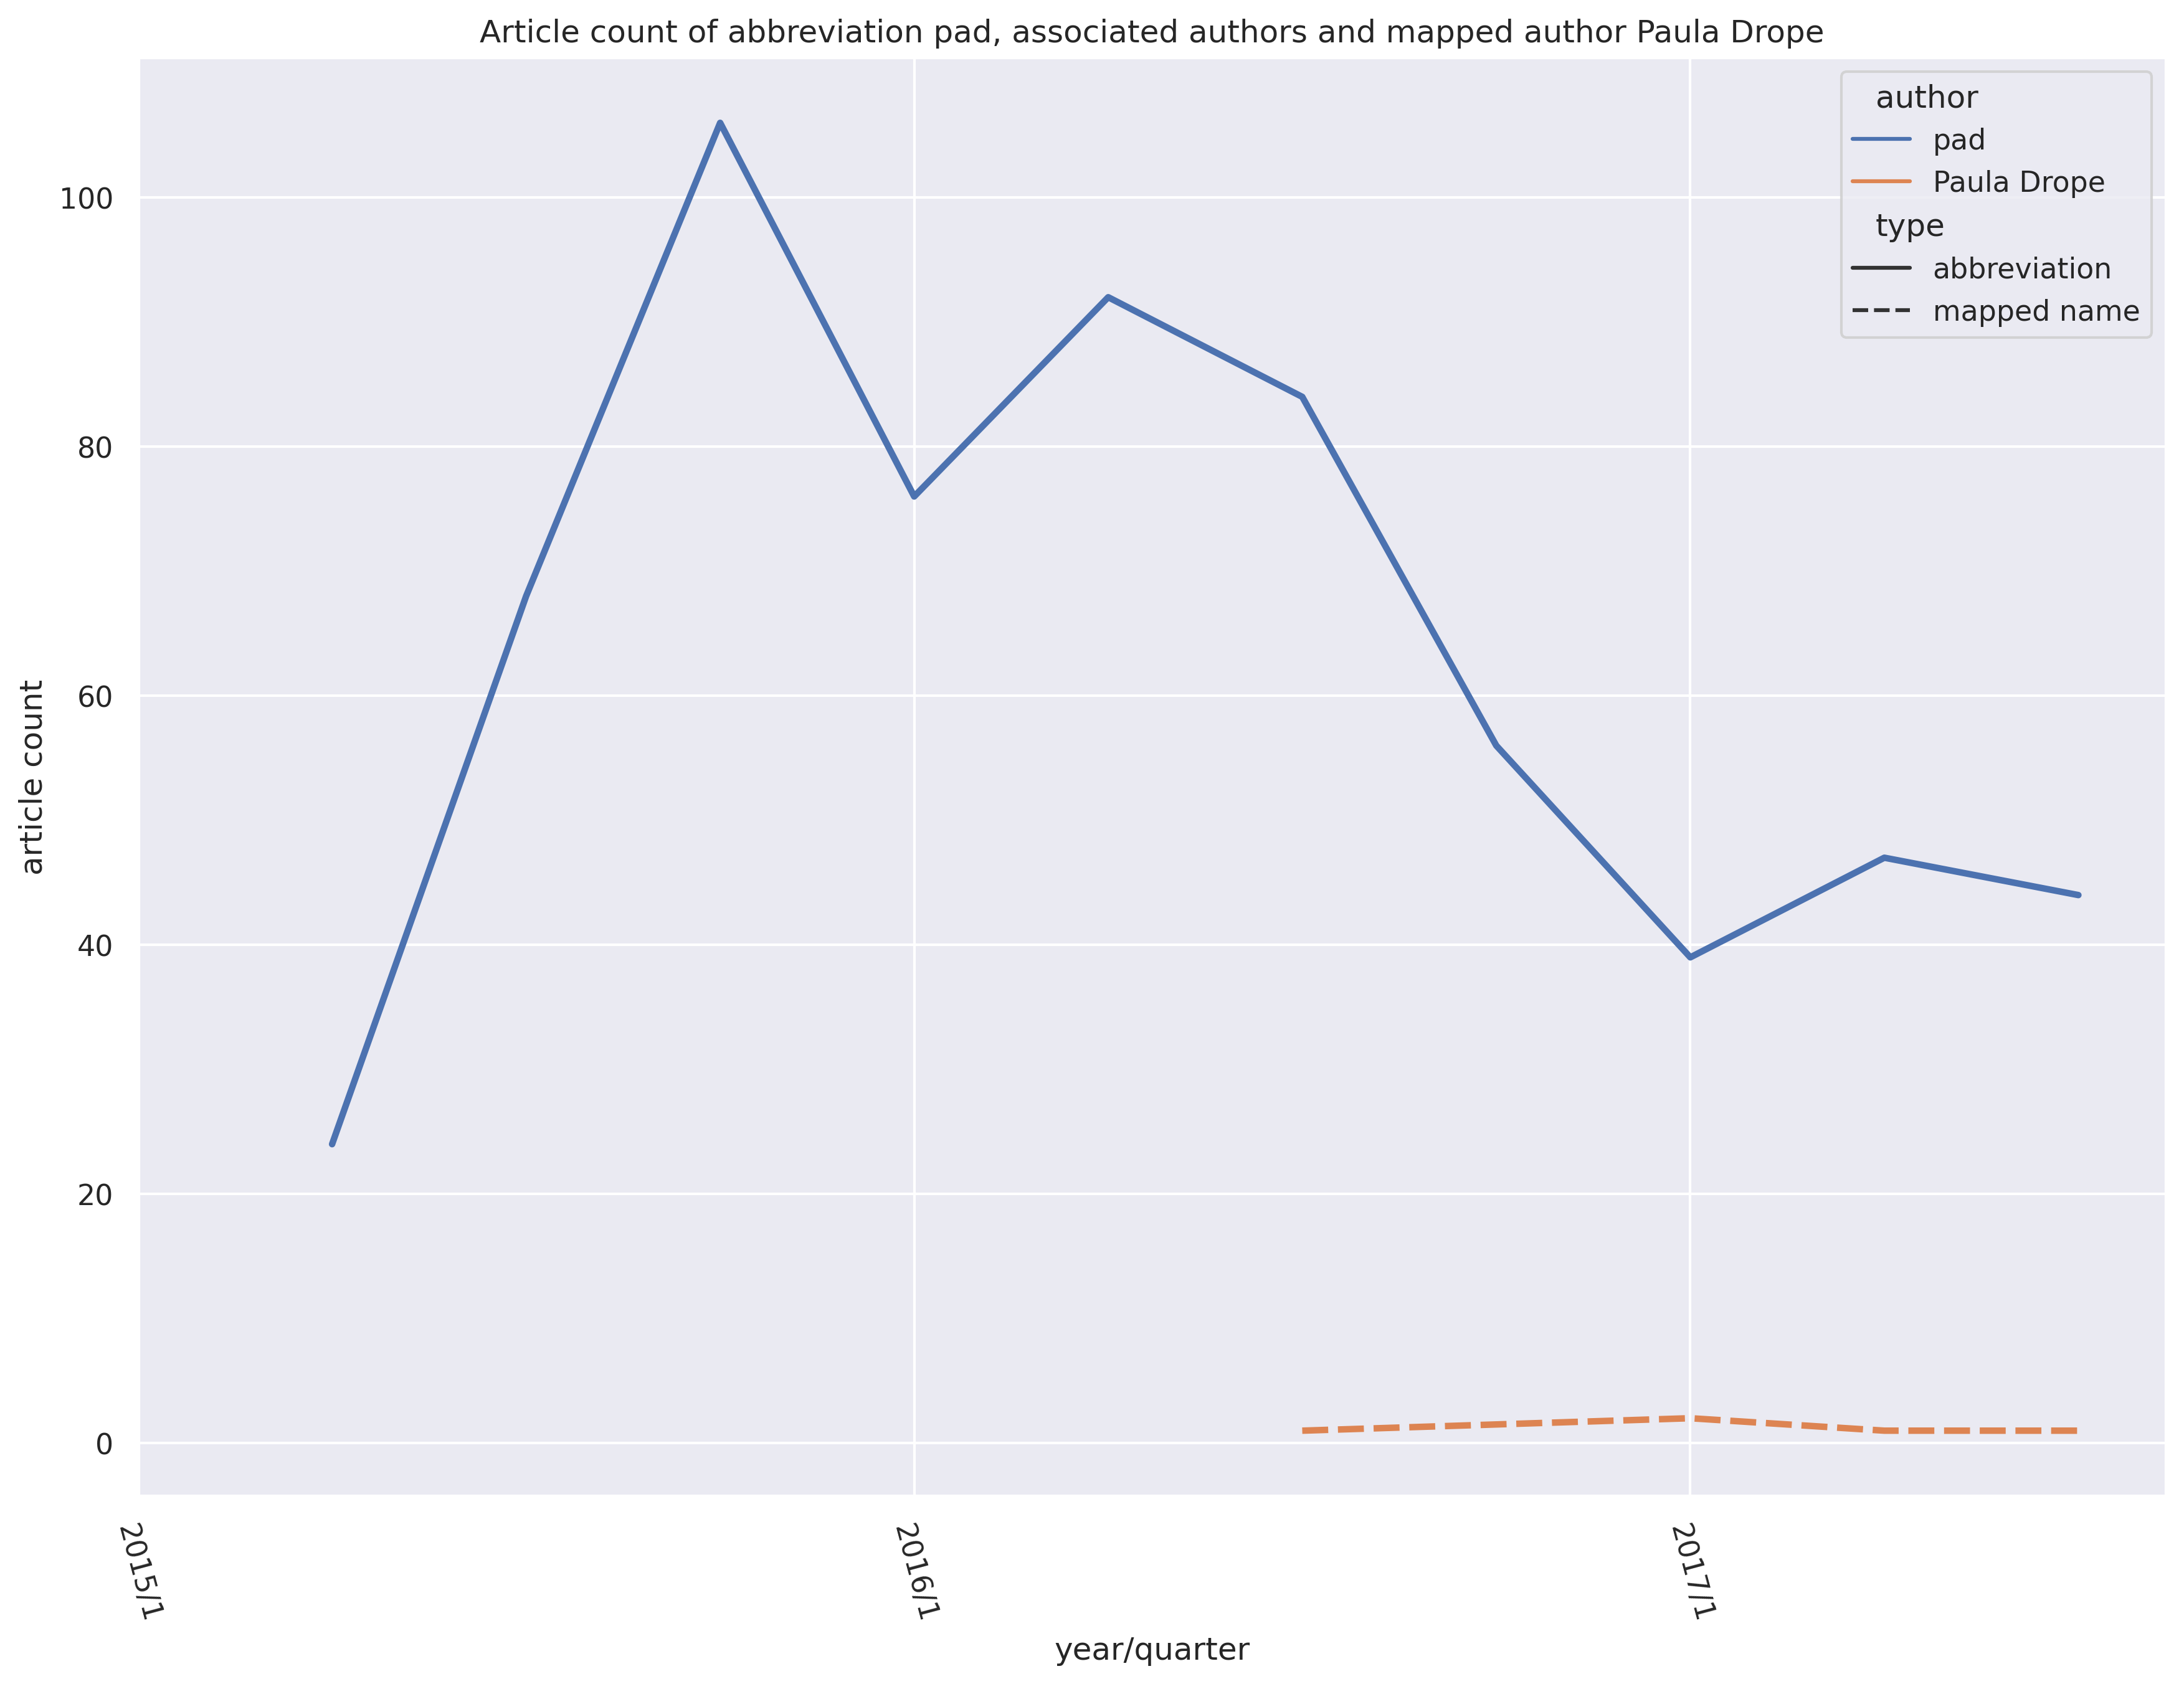 Article count of abbreviation pad, associated authors and mapped author Paula Drope
author
pad
Paula Drope
type
abbreviation
mapped name
article count
100
80
60
40
20
0
2015/1
2016/1
2017/1
year/quarter